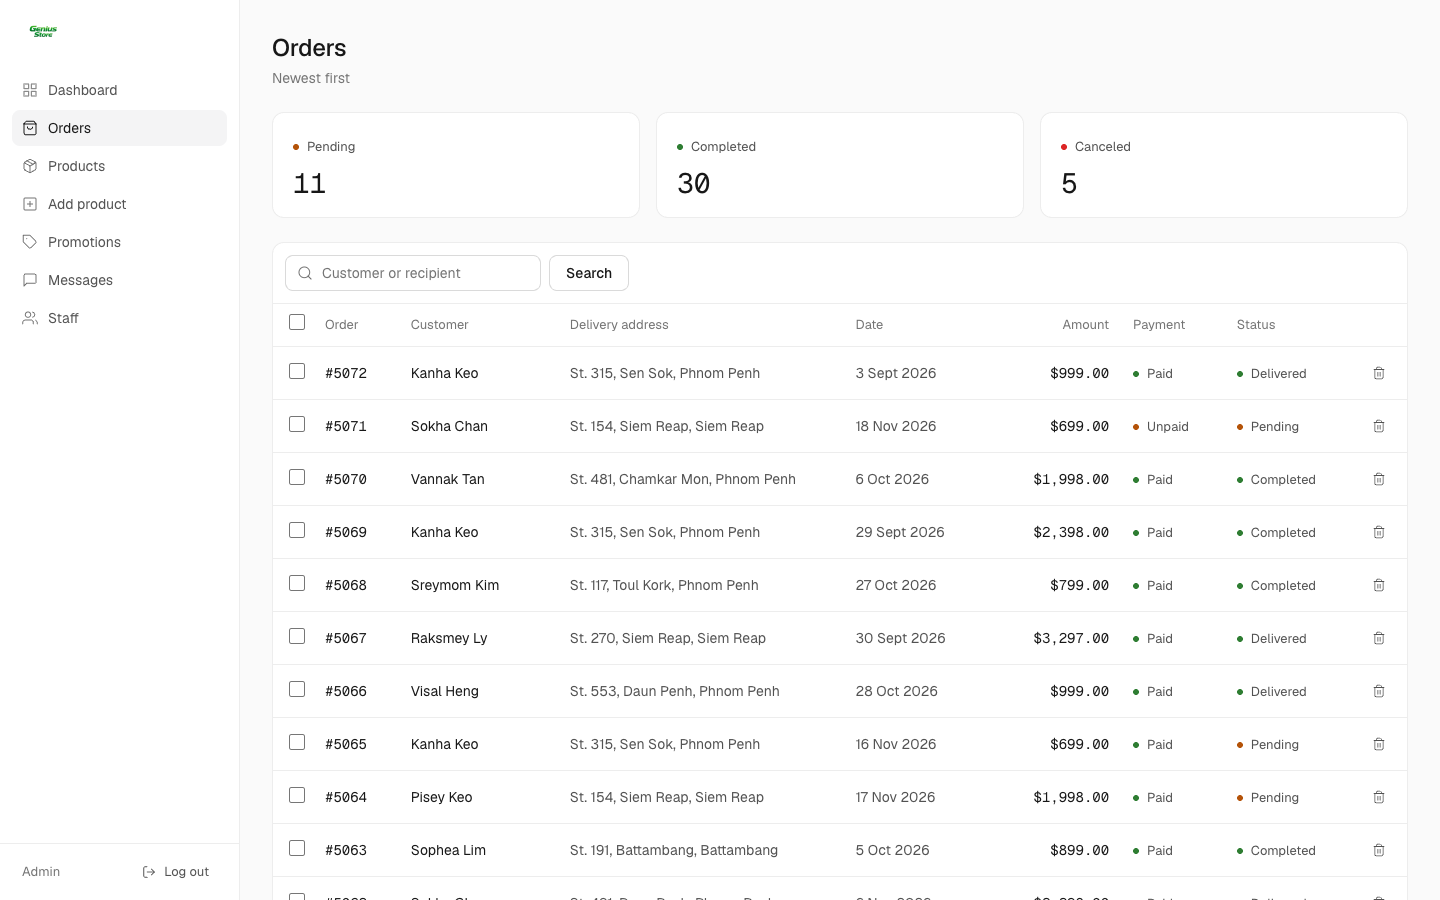 Genius
Store
Dashboard
Orders
Products
Add product
Promotions
Messages
Staff
Admin
Log out
Orders
Newest first
Pending
11
Completed
30
Canceled
5
Customer or recipient
Search
Order Customer Delivery address Date Amount Payment Status
#5072 Kanha Keo St. 315, Sen Sok, Phnom Penh 3 Sept 2026 $999.00 Paid Delivered
#5071 Sokha Chan St. 154, Siem Reap, Siem Reap 18 Nov 2026 $699.00 Unpaid Pending
#5070 Vannak Tan St. 481, Chamkar Mon, Phnom Penh 6 Oct 2026 $1,998.00 Paid Completed
#5069 Kanha Keo St. 315, Sen Sok, Phnom Penh 29 Sept 2026 $2,398.00 Paid Completed
#5068 Sreymom Kim St. 117, Toul Kork, Phnom Penh 27 Oct 2026 $799.00 Paid Completed
#5067 Raksmey Ly St. 270, Siem Reap, Siem Reap 30 Sept 2026 $3,297.00 Paid Delivered
#5066 Visal Heng St. 553, Daun Penh, Phnom Penh 28 Oct 2026 $999.00 Paid Delivered
#5065 Kanha Keo St. 315, Sen Sok, Phnom Penh 16 Nov 2026 $699.00 Paid Pending
#5064 Pisey Keo St. 154, Siem Reap, Siem Reap 17 Nov 2026 $1,998.00 Paid Pending
#5063 Sophea Lim St. 191, Battambang, Battambang 5 Oct 2026 $899.00 Paid Completed